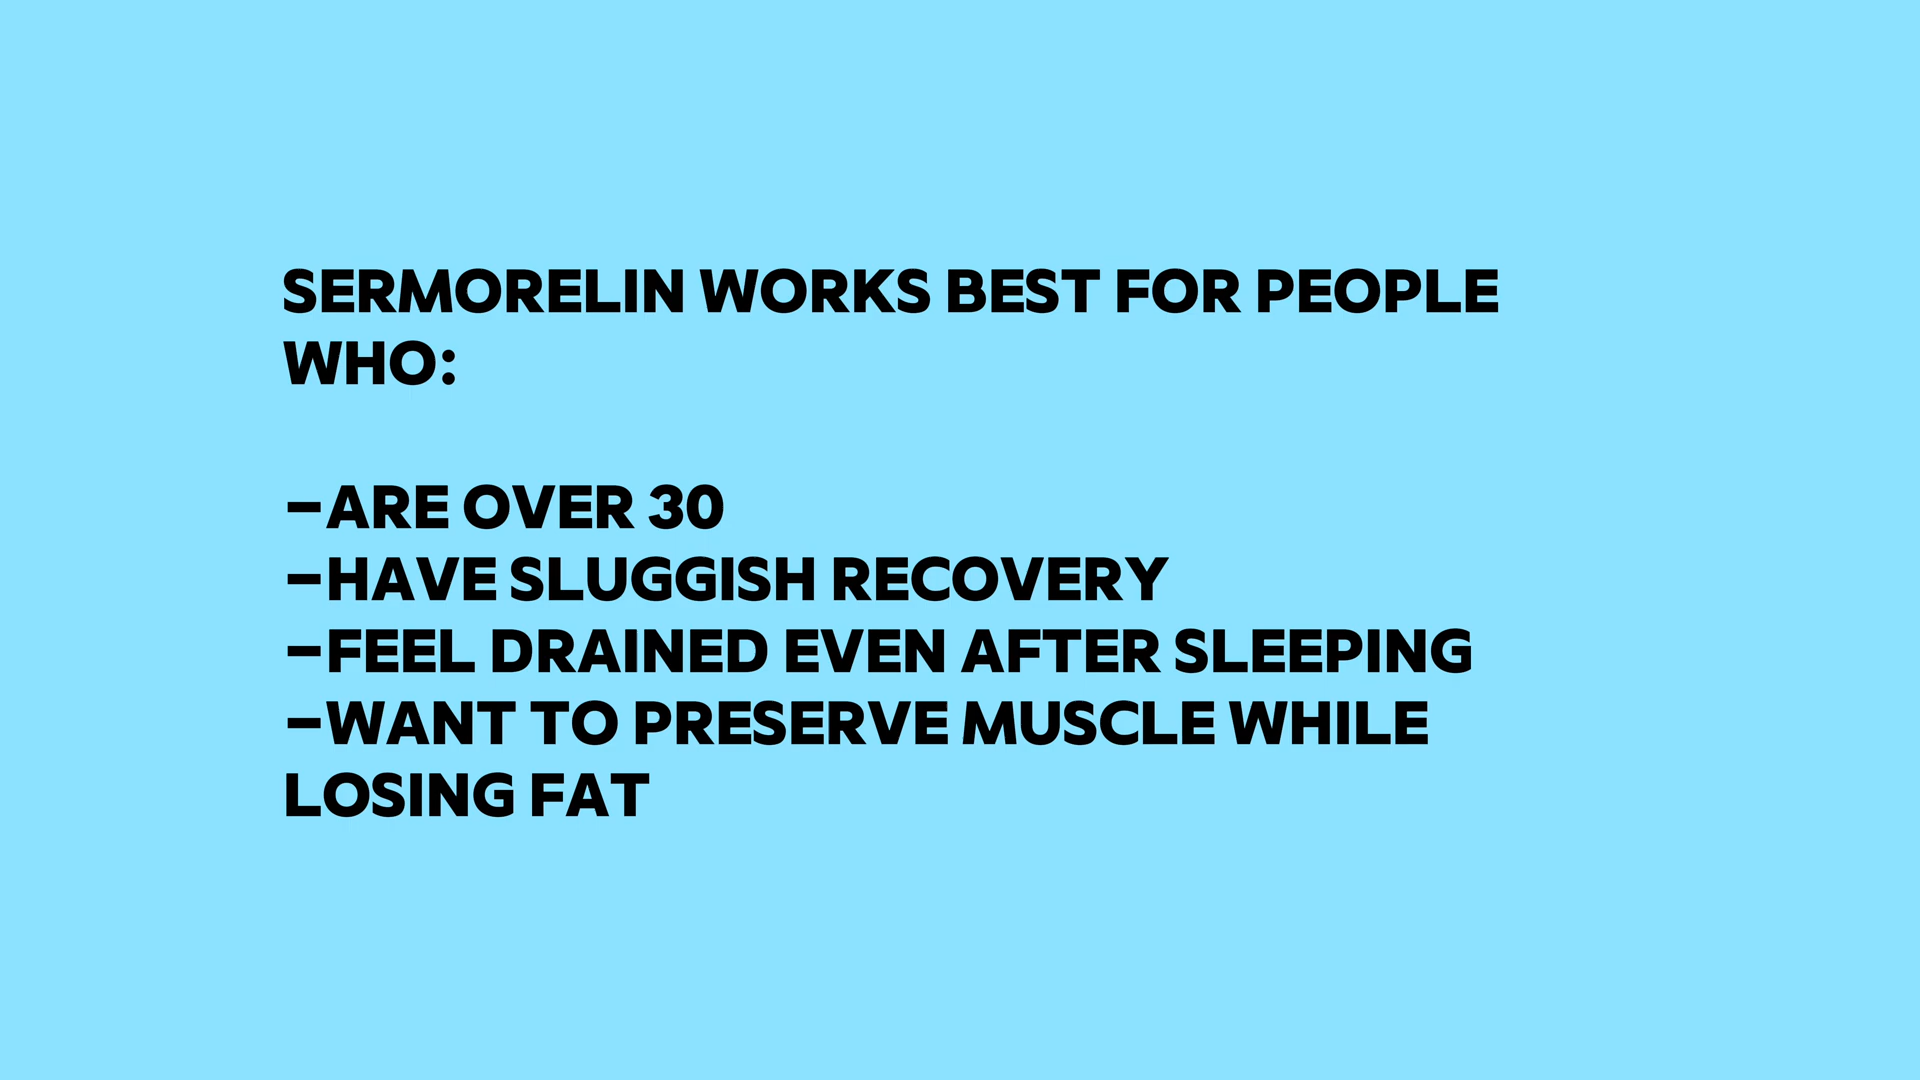 SERMORELIN WORKS BEST FOR PEOPLE
WHO:
–ARE OVER 30
–HAVE SLUGGISH RECOVERY
–FEEL DRAINED EVEN AFTER SLEEPING
–WANT TO PRESERVE MUSCLE WHILE
LOSING FAT